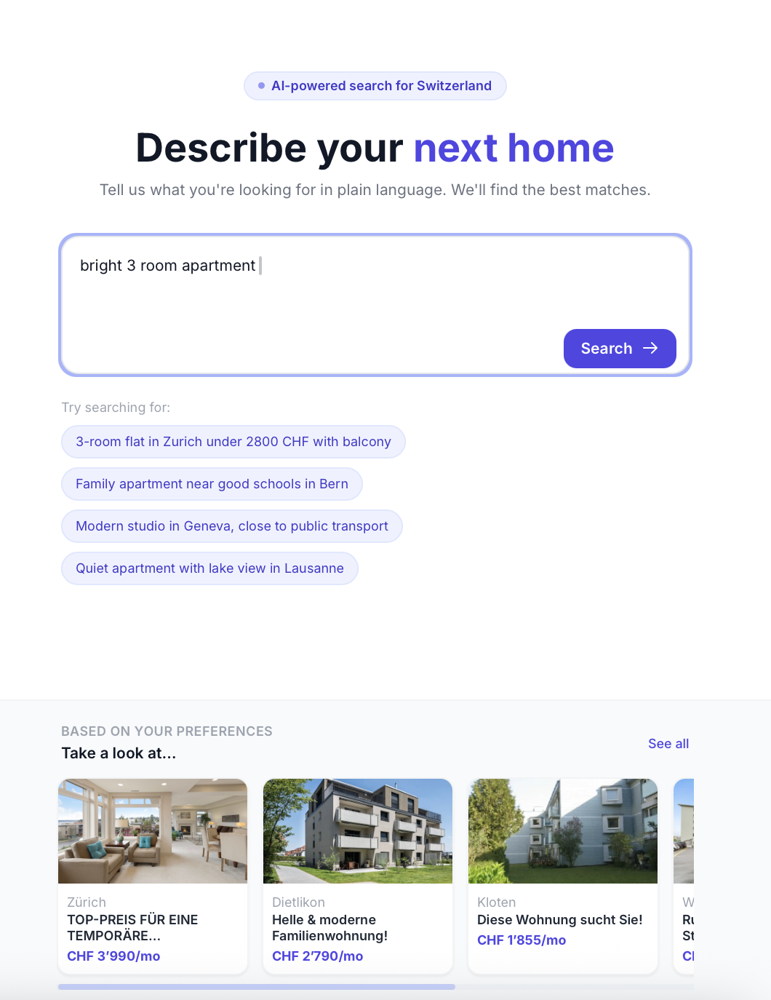 AI-powered search for Switzerland
Describe your next home
Tell us what you're looking for in plain language. We'll find the best matches.
bright 3 room apartment
Search →
Try searching for:
3-room flat in Zurich under 2800 CHF with balcony
Family apartment near good schools in Bern
Modern studio in Geneva, close to public transport
Quiet apartment with lake view in Lausanne
BASED ON YOUR PREFERENCES
Take a look at...
See all
Zürich
TOP-PREIS FÜR EINE
TEMPORÄRE...
CHF 3’990/mo
Dietlikon
Helle & moderne
Familienwohnung!
CHF 2’790/mo
Kloten
Diese Wohnung sucht Sie!
CHF 1’855/mo